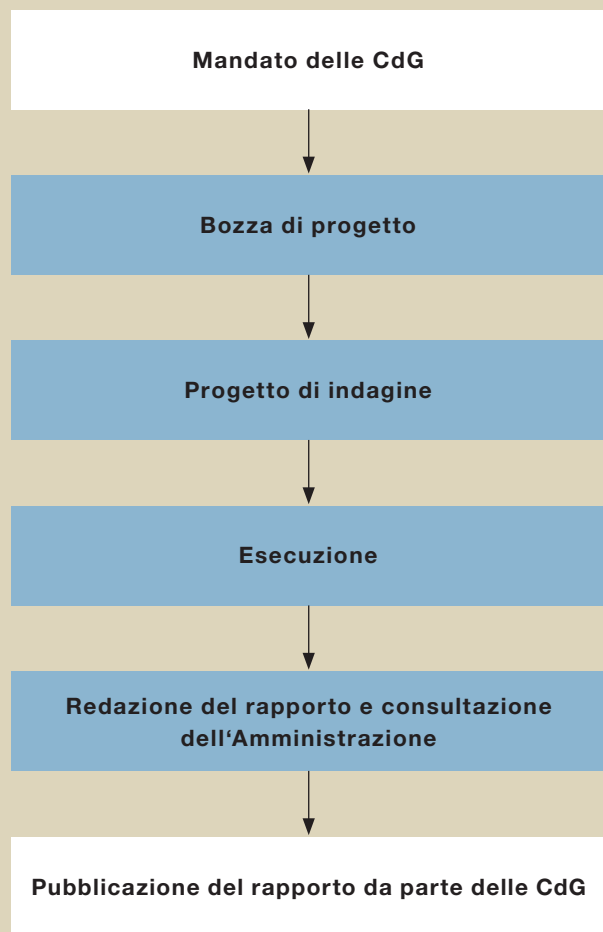 Mandato delle CdG
Bozza di progetto
Progetto di indagine
Esecuzione
Redazione del rapporto e consultazione
dell‘Amministrazione
Pubblicazione del rapporto da parte delle CdG